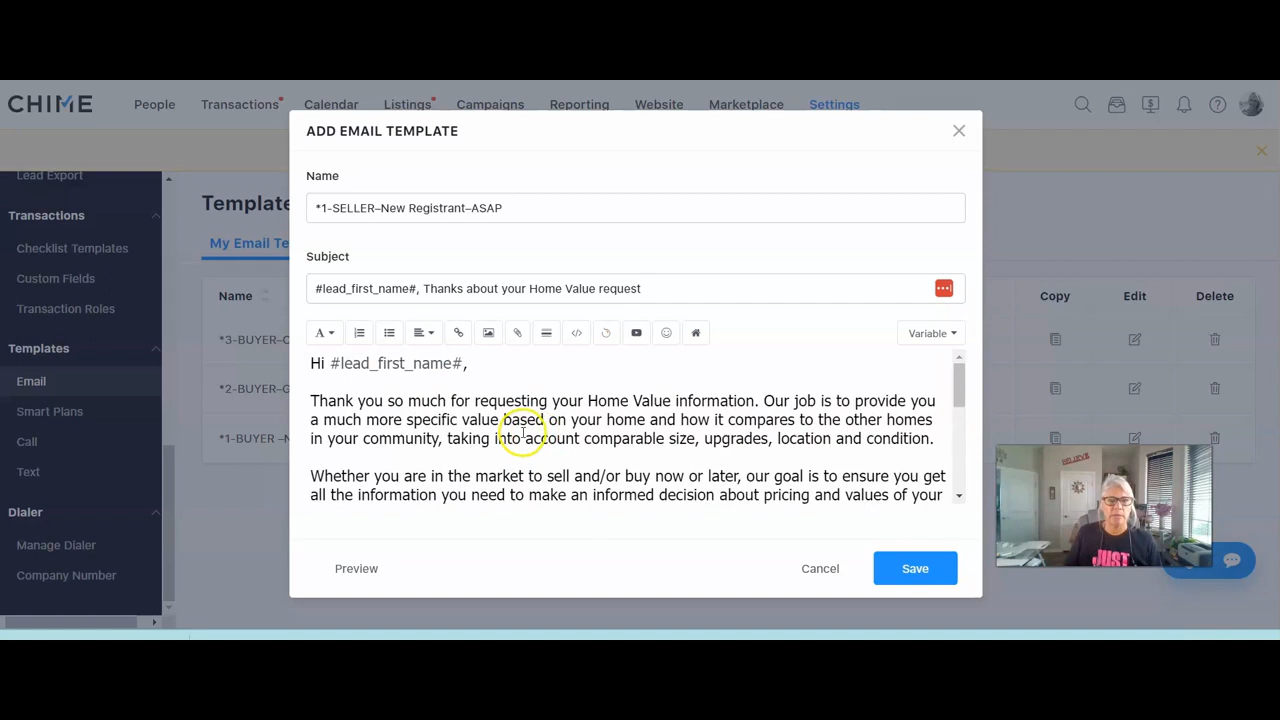 CHIME
People
Transactions
Calendar
Listings
Campaigns
Reporting
Website
Marketplace
Settings
Lead Export
Transactions
Checklist Templates
Custom Fields
Transaction Roles
Templates
Email
Smart Plans
Call
Text
Dialer
Manage Dialer
Company Number
Template
My Email Te
Name
*3-BUYER–C
*2-BUYER–G
*1-BUYER –N
Copy
Edit
Delete
ADD EMAIL TEMPLATE
Name
*1-SELLER–New Registrant–ASAP
Subject
#lead_first_name#, Thanks about your Home Value request
A
Variable
Hi #lead_first_name#,
Thank you so much for requesting your Home Value information. Our job is to provide you
a much more specific value based on your home and how it compares to the other homes
in your community, taking into account comparable size, upgrades, location and condition.
Whether you are in the market to sell and/or buy now or later, our goal is to ensure you get
all the information you need to make an informed decision about pricing and values of your
Preview
Cancel
Save
BELIEVE
JUST